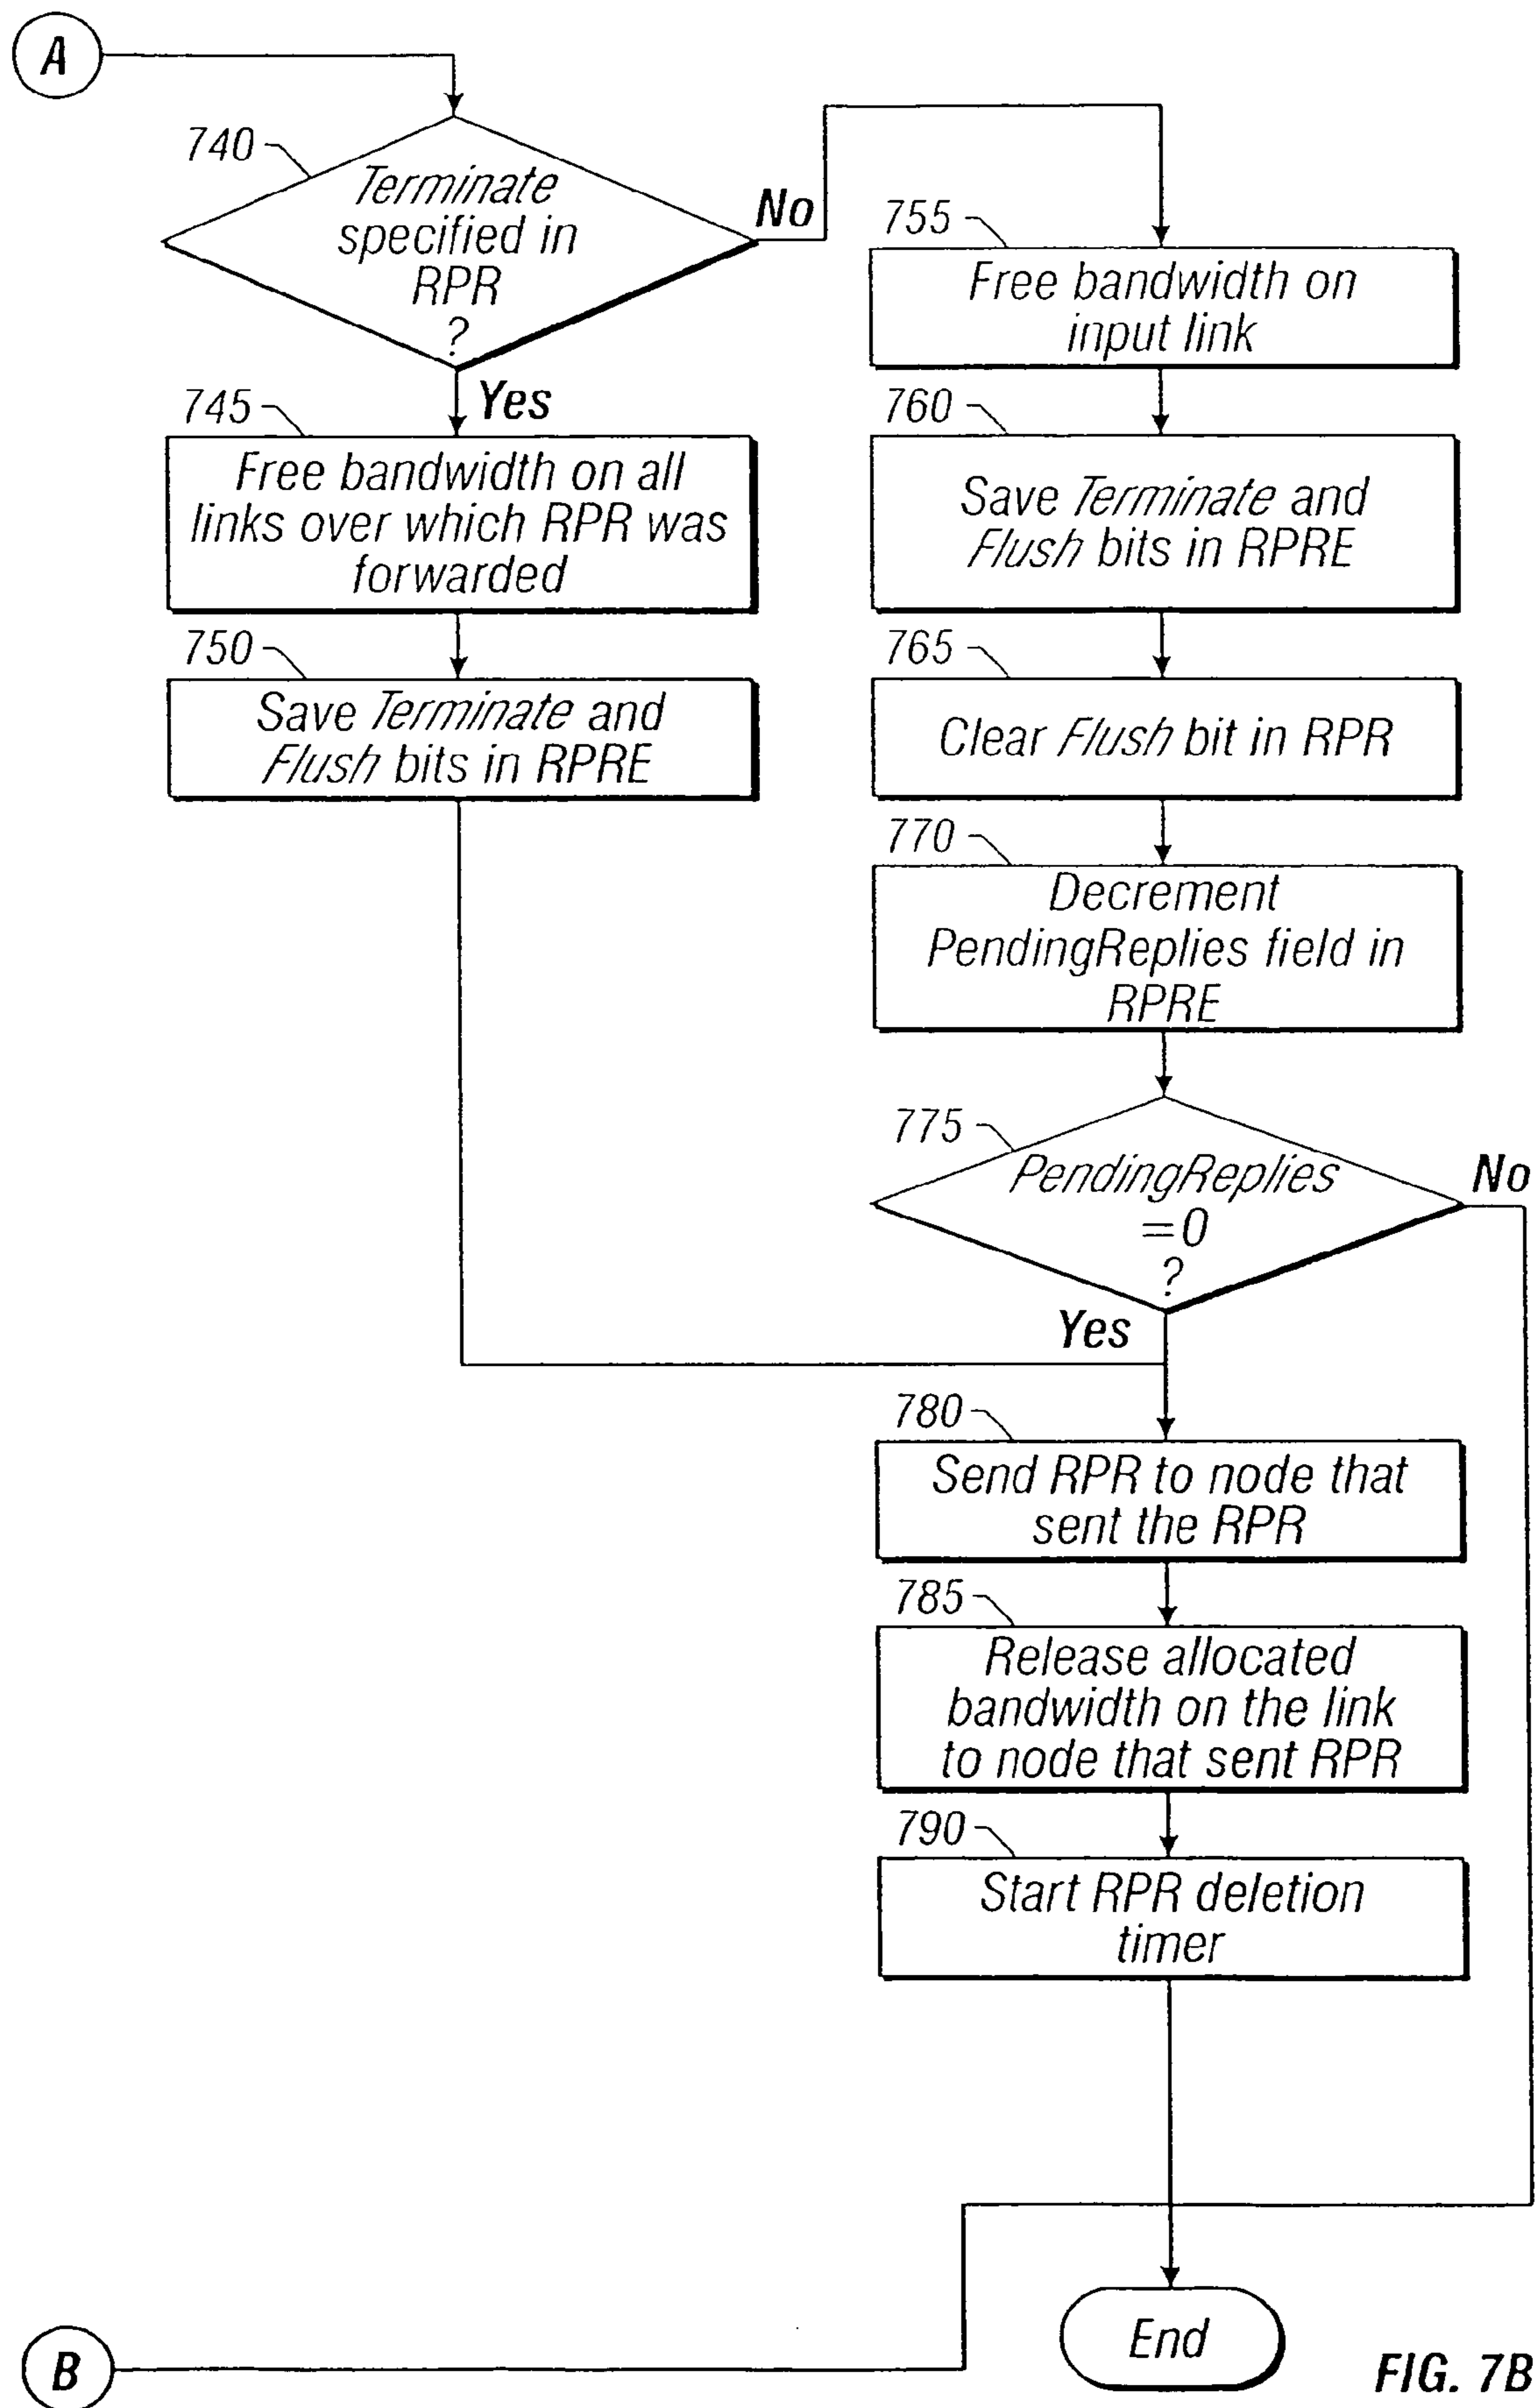 A
740
Terminate
specified in
RPR
?
No
Yes
745
Free bandwidth on all
links over which RPR was
forwarded
750
Save Terminate and
Flush bits in RPRE
755
Free bandwidth on
input link
760
Save Terminate and
Flush bits in RPRE
765
Clear Flush bit in RPR
770
Decrement
PendingReplies field in
RPRE
775
PendingReplies
=0
?
No
Yes
780
Send RPR to node that
sent the RPR
785
Release allocated
bandwidth on the link
to node that sent RPR
790
Start RPR deletion
timer
End
B
FIG. 7B